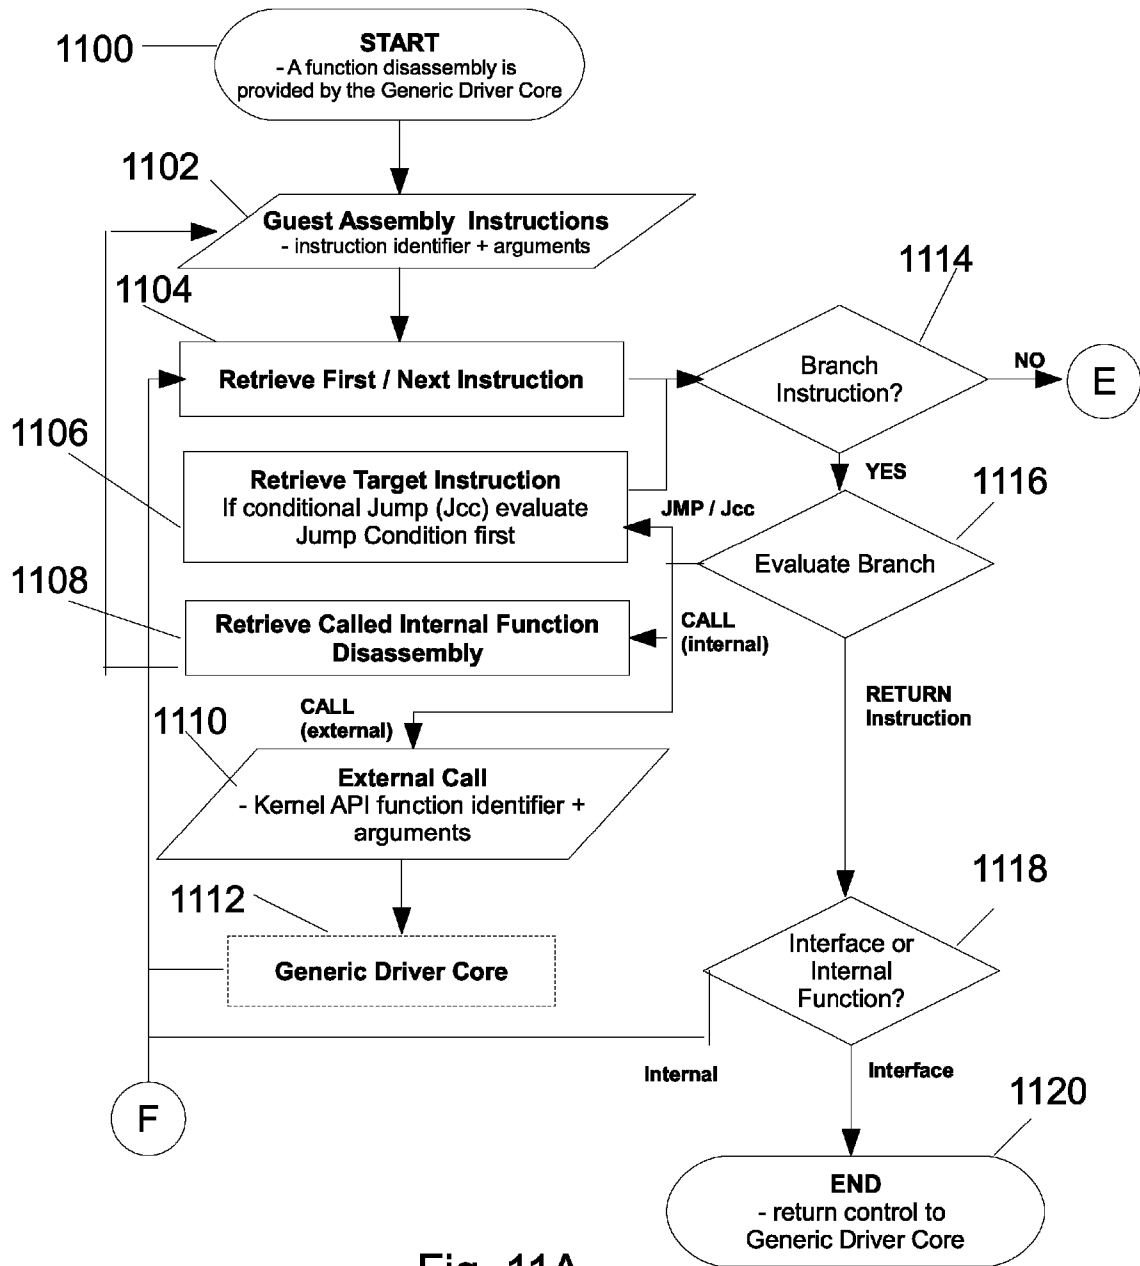 1100
START
- A function disassembly is
provided by the Generic Driver Core
1102
Guest Assembly Instructions
- instruction identifier + arguments
1104
Retrieve First / Next Instruction
1114
Branch
Instruction?
NO
E
YES
1106
Retrieve Target Instruction
If conditional Jump (Jcc) evaluate
Jump Condition first
JMP / Jcc
1116
Evaluate Branch
1108
Retrieve Called Internal Function
Disassembly
CALL
(internal)
RETURN
Instruction
CALL
(external)
1110
External Call
- Kernel API function identifier +
arguments
1112
Generic Driver Core
1118
Interface or
Internal
Function?
Internal
Interface
F
1120
END
- return control to
Generic Driver Core
Fig. 11A